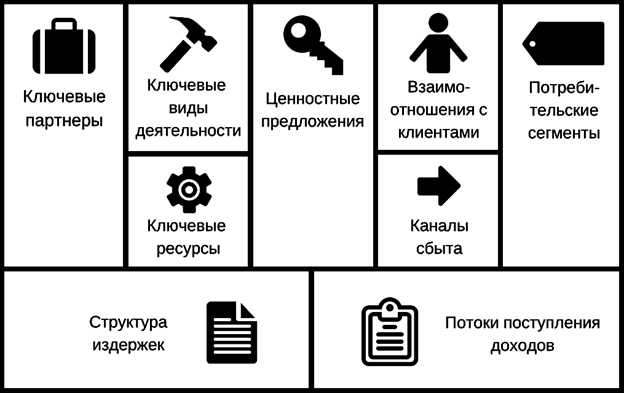 Ключевые
партнеры
Ключевые
виды
деятельности
Ключевые
ресурсы
Ценностные
предложения
Взаимо-
отношения с
клиентами
Каналы
сбыта
Потреби-
тельские
сегменты
Структура
издержек
Потоки поступления
доходов